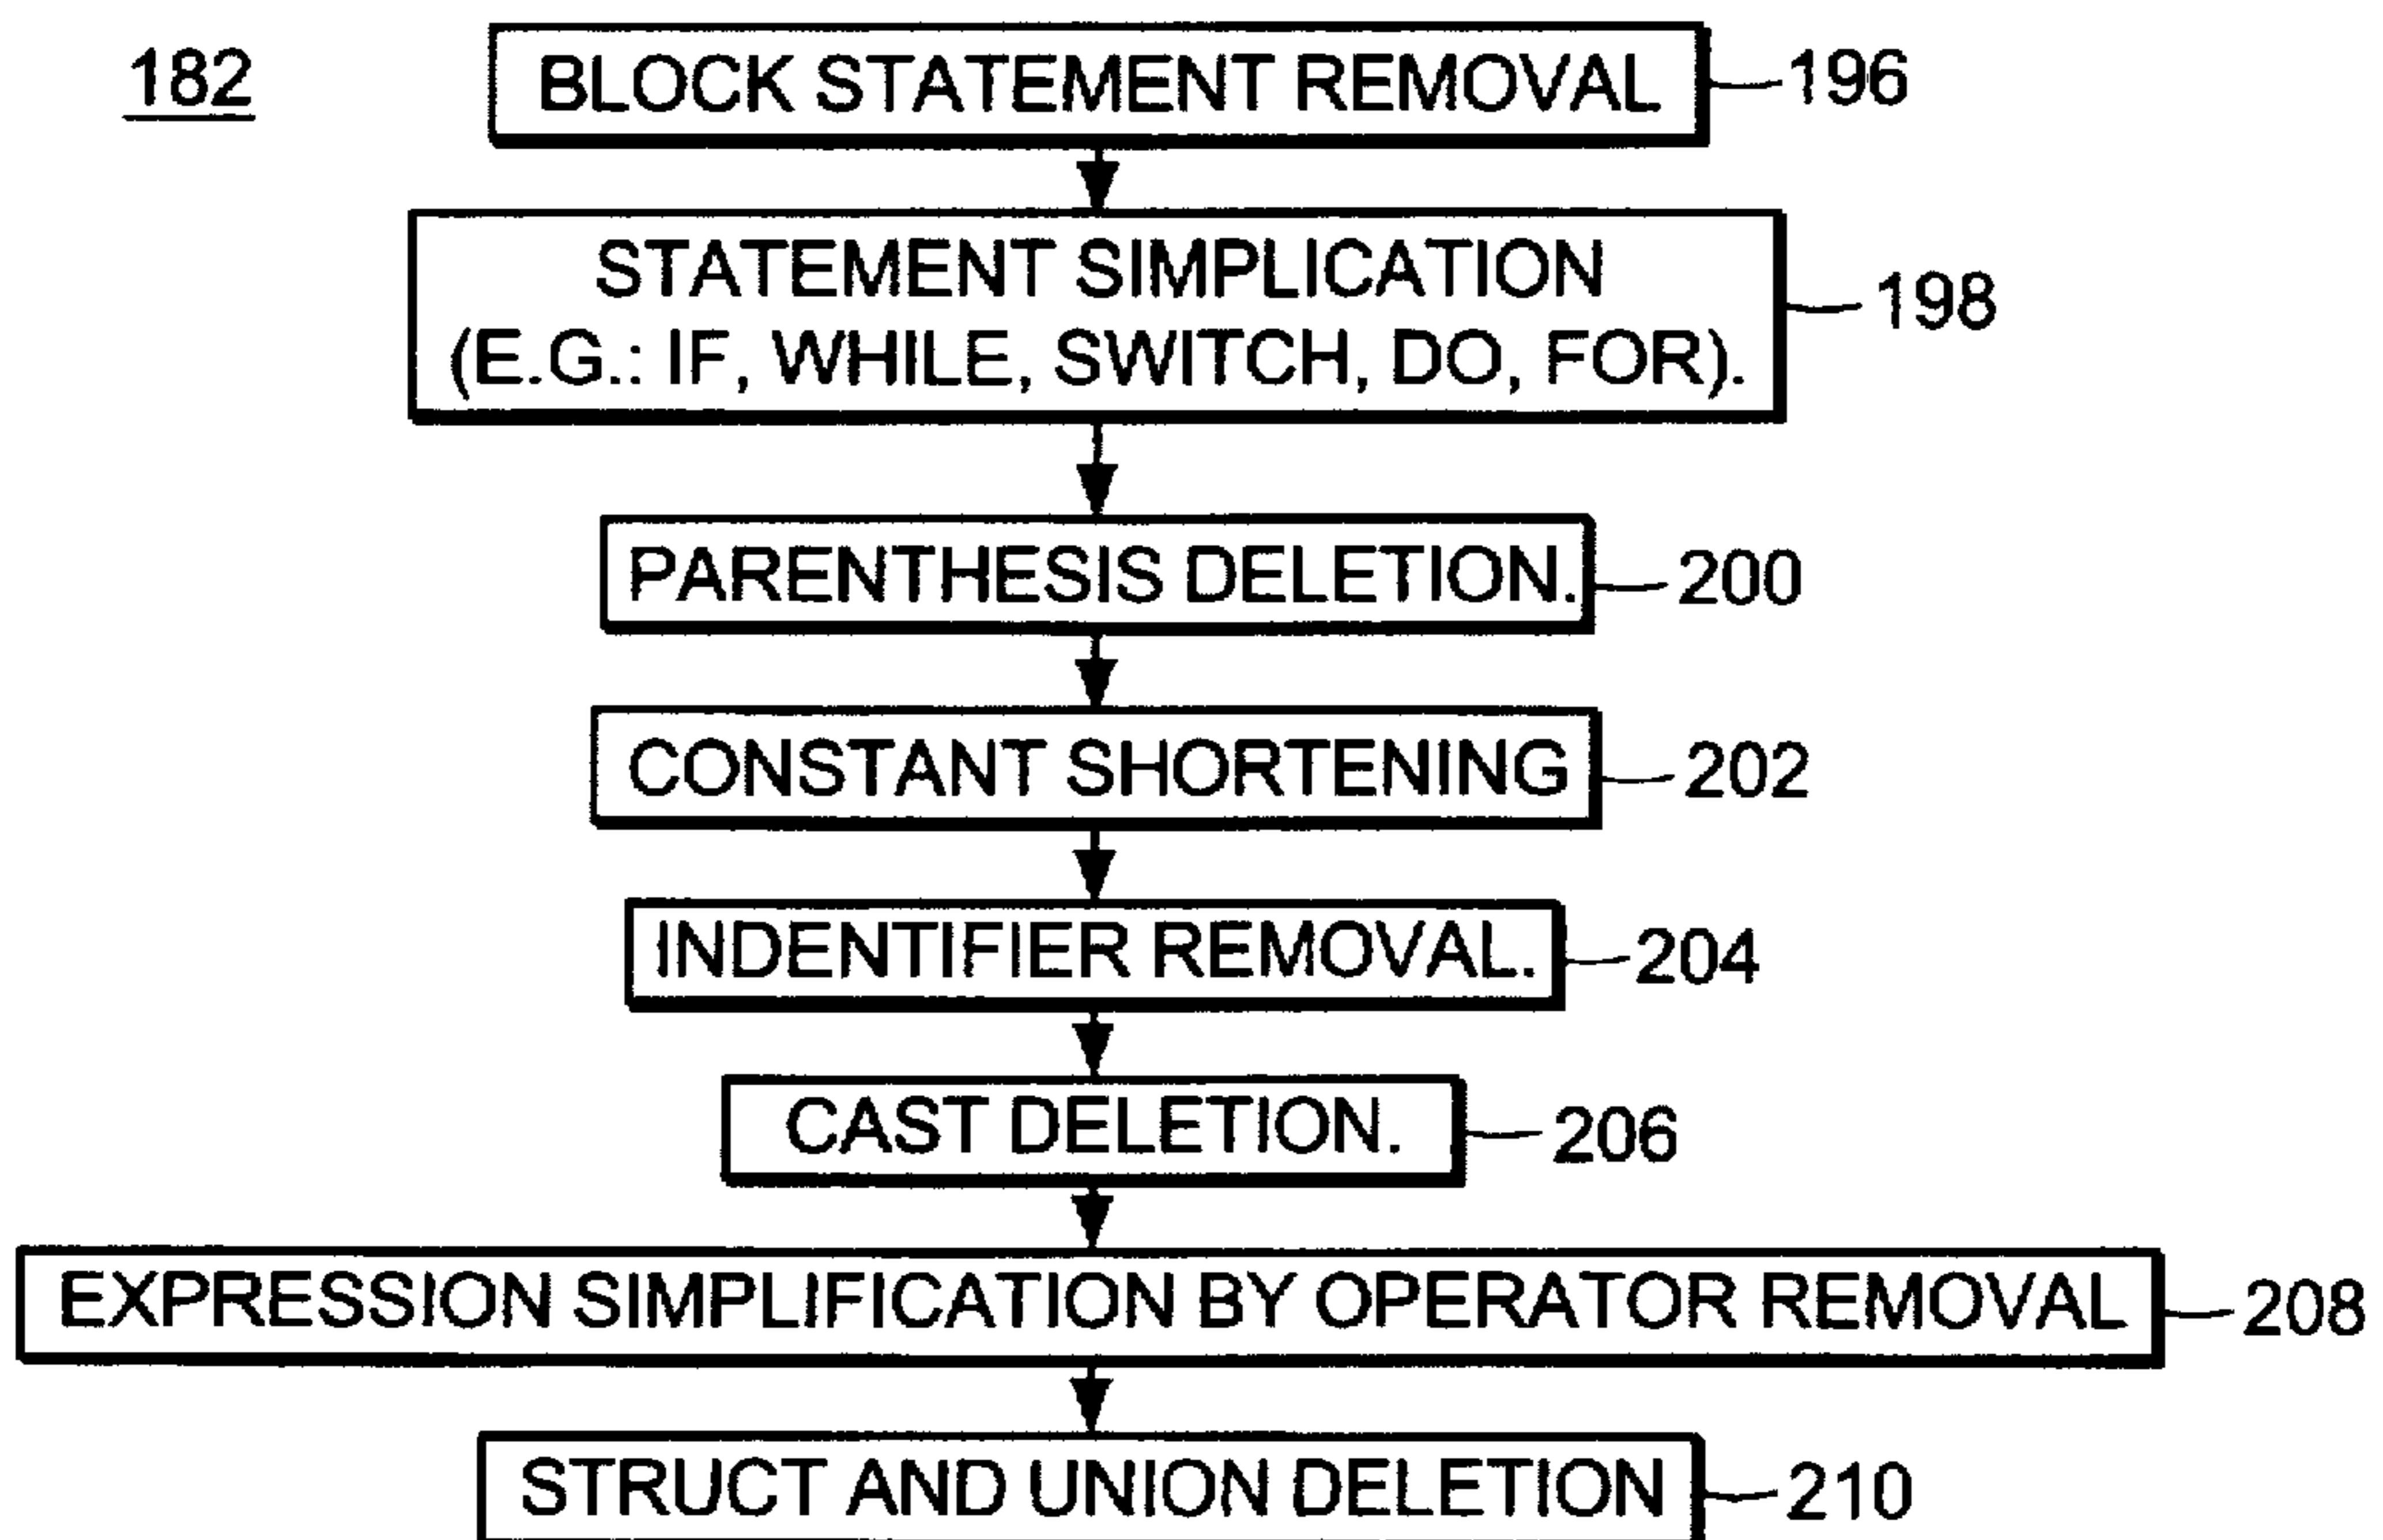 182
BLOCK STATEMENT REMOVAL
196
STATEMENT SIMPLICATION
(E.G.: IF, WHILE, SWITCH, DO, FOR).
198
PARENTHESIS DELETION.
200
CONSTANT SHORTENING
202
INDENTIFIER REMOVAL.
204
CAST DELETION.
206
EXPRESSION SIMPLIFICATION BY OPERATOR REMOVAL
208
STRUCT AND UNION DELETION
210